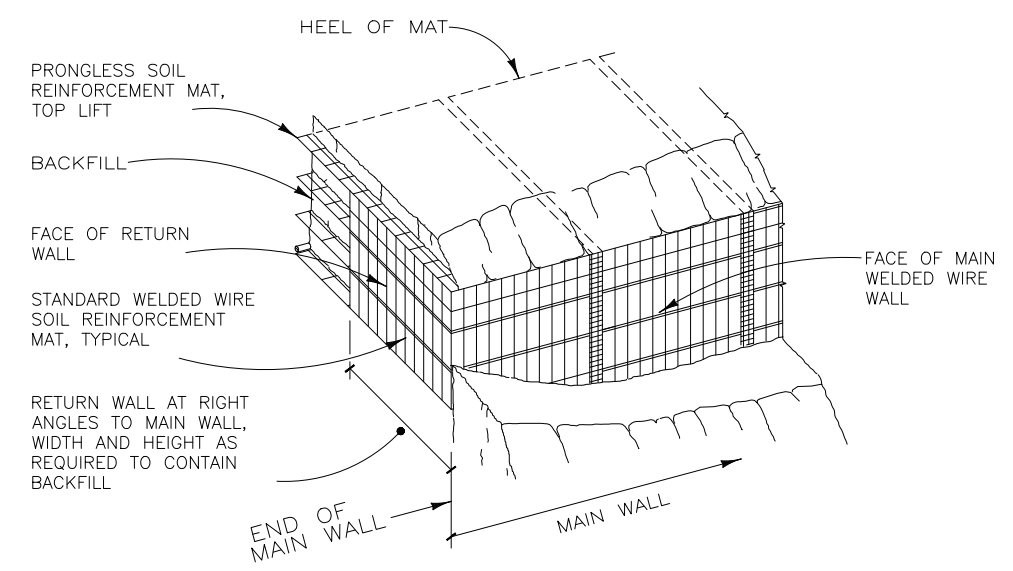 HEEL OF MAT
PRONGLESS SOIL
REINFORCEMENT MAT,
TOP LIFT
BACKFILL
FACE OF RETURN
WALL
STANDARD WELDED WIRE
SOIL REINFORCEMENT
MAT, TYPICAL
FACE OF MAIN
WELDED WIRE
WALL
RETURN WALL AT RIGHT
ANGLES TO MAIN WALL,
WIDTH AND HEIGHT AS
REQUIRED TO CONTAIN
BACKFILL
END OF
MAIN WALL
MAIN WALL